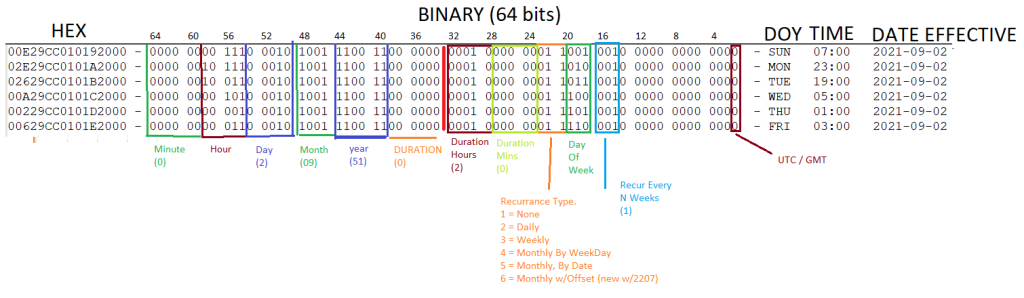 BINARY (64 bits)
HEX DOY TIME DATE EFFECTIVE
64 60 56 52 48 44 40 36 32 28 24 20 16 12 8 4
00E29CC010192000 - 0000 0000 1110 0010 1001 1100 1100 0000 0001 0000 0001 1001 0010 0000 0000 0000 - SUN 07:00 2021-09-02
02E29CC0101A2000 - 0000 0010 1110 0010 1001 1100 1100 0000 0001 0000 0001 1010 0010 0000 0000 0000 - MON 23:00 2021-09-02
02629CC0101B2000 - 0000 0010 0110 0010 1001 1100 1100 0000 0001 0000 0001 1011 0010 0000 0000 0000 - TUE 19:00 2021-09-02
00A29CC0101C2000 - 0000 0000 1010 0010 1001 1100 1100 0000 0001 0000 0001 1100 0010 0000 0000 0000 - WED 05:00 2021-09-02
00229CC0101D2000 - 0000 0000 0010 0010 1001 1100 1100 0000 0001 0000 0001 1101 0010 0000 0000 0000 - THU 01:00 2021-09-02
00629CC0101E2000 - 0000 0000 0110 0010 1001 1100 1100 0000 0001 0000 0001 1110 0010 0000 0000 0000 - FRI 03:00 2021-09-02
Minute
(0)
Hour
Day
(2)
Month
(09)
year
(51)
DURATION
(0)
Duration
Hours
(2)
Duration
Mins
(0)
Day
Of
Week
UTC / GMT
Recur Every
N Weeks
(1)
Recurrance Type.
1 = None
2 = Daily
3 = Weekly
4 = Monthly By WeekDay
5 = Monthly, By Date
6 = Monthly w/Offset (new w/2207)